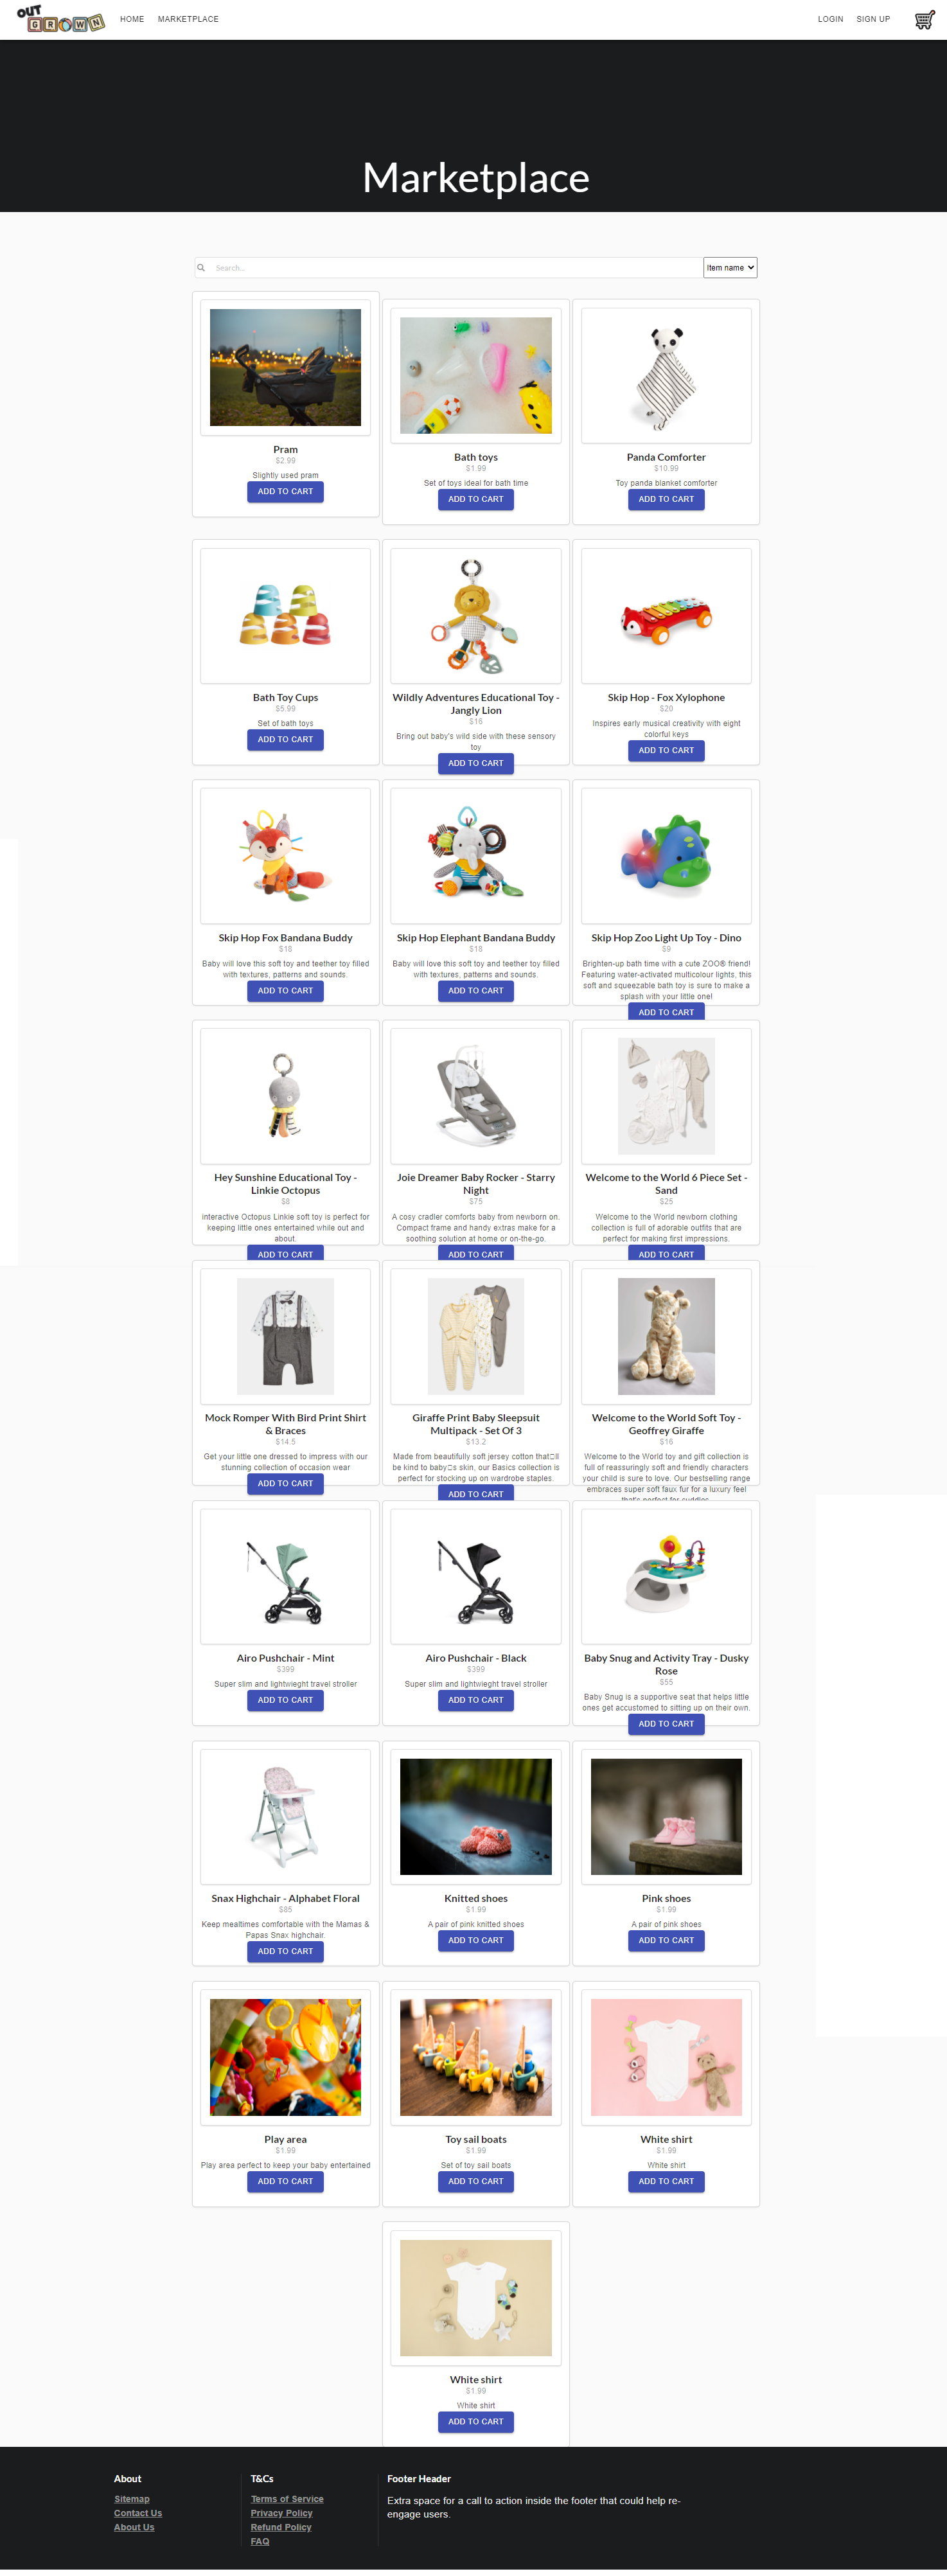 OUT
GROWN
HOME
MARKETPLACE
LOGIN
SIGN UP
Marketplace
Search...
Item name
Pram
$2.99
Slightly used pram
ADD TO CART
Bath toys
$1.99
Set of toys ideal for bath time
ADD TO CART
Panda Comforter
$10.99
Toy panda blanket comforter
ADD TO CART
Bath Toy Cups
$5.99
Set of bath toys
ADD TO CART
Wildly Adventures Educational Toy -
Jangly Lion
$16
Bring out baby's wild side with these sensory
toy
ADD TO CART
Skip Hop - Fox Xylophone
$20
Inspires early musical creativity with eight
colorful keys
ADD TO CART
Skip Hop Fox Bandana Buddy
$18
Baby will love this soft toy and teether toy filled
with textures, patterns and sounds.
ADD TO CART
Skip Hop Elephant Bandana Buddy
$18
Baby will love this soft toy and teether toy filled
with textures, patterns and sounds.
ADD TO CART
Skip Hop Zoo Light Up Toy - Dino
$9
Brighten-up bath time with a cute ZOO® friend!
Featuring water-activated multicolour lights, this
soft and squeezable bath toy is sure to make a
splash with your little one!
ADD TO CART
Hey Sunshine Educational Toy -
Linkie Octopus
$8
interactive Octopus Linkie soft toy is perfect for
keeping little ones entertained while out and
about.
ADD TO CART
Joie Dreamer Baby Rocker - Starry
Night
$75
A cosy cradler comforts baby from newborn on.
Compact frame and handy extras make for a
soothing solution at home or on-the-go.
ADD TO CART
Welcome to the World 6 Piece Set -
Sand
$25
Welcome to the World newborn clothing
collection is full of adorable outfits that are
perfect for making first impressions.
ADD TO CART
Mock Romper With Bird Print Shirt
& Braces
$14.5
Get your little one dressed to impress with our
stunning collection of occasion wear
ADD TO CART
Giraffe Print Baby Sleepsuit
Multipack - Set Of 3
$13.2
Made from beautifully soft jersey cotton that□ll
be kind to baby□s skin, our Basics collection is
perfect for stocking up on wardrobe staples.
ADD TO CART
Welcome to the World Soft Toy -
Geoffrey Giraffe
$16
Welcome to the World toy and gift collection is
full of reassuringly soft and friendly characters
your child is sure to love. Our bestselling range
embraces super soft faux fur for a luxury feel
that's perfect for cuddles
Airo Pushchair - Mint
$399
Super slim and lightwieght travel stroller
ADD TO CART
Airo Pushchair - Black
$399
Super slim and lightwieght travel stroller
ADD TO CART
Baby Snug and Activity Tray - Dusky
Rose
$55
Baby Snug is a supportive seat that helps little
ones get accustomed to sitting up on their own.
ADD TO CART
Snax Highchair - Alphabet Floral
$85
Keep mealtimes comfortable with the Mamas &
Papas Snax highchair.
ADD TO CART
Knitted shoes
$1.99
A pair of pink knitted shoes
ADD TO CART
Pink shoes
$1.99
A pair of pink shoes
ADD TO CART
Play area
$1.99
Play area perfect to keep your baby entertained
ADD TO CART
Toy sail boats
$1.99
Set of toy sail boats
ADD TO CART
White shirt
$1.99
White shirt
ADD TO CART
White shirt
$1.99
White shirt
ADD TO CART
About
Sitemap
Contact Us
About Us
T&Cs
Terms of Service
Privacy Policy
Refund Policy
FAQ
Footer Header
Extra space for a call to action inside the footer that could help re-
engage users.